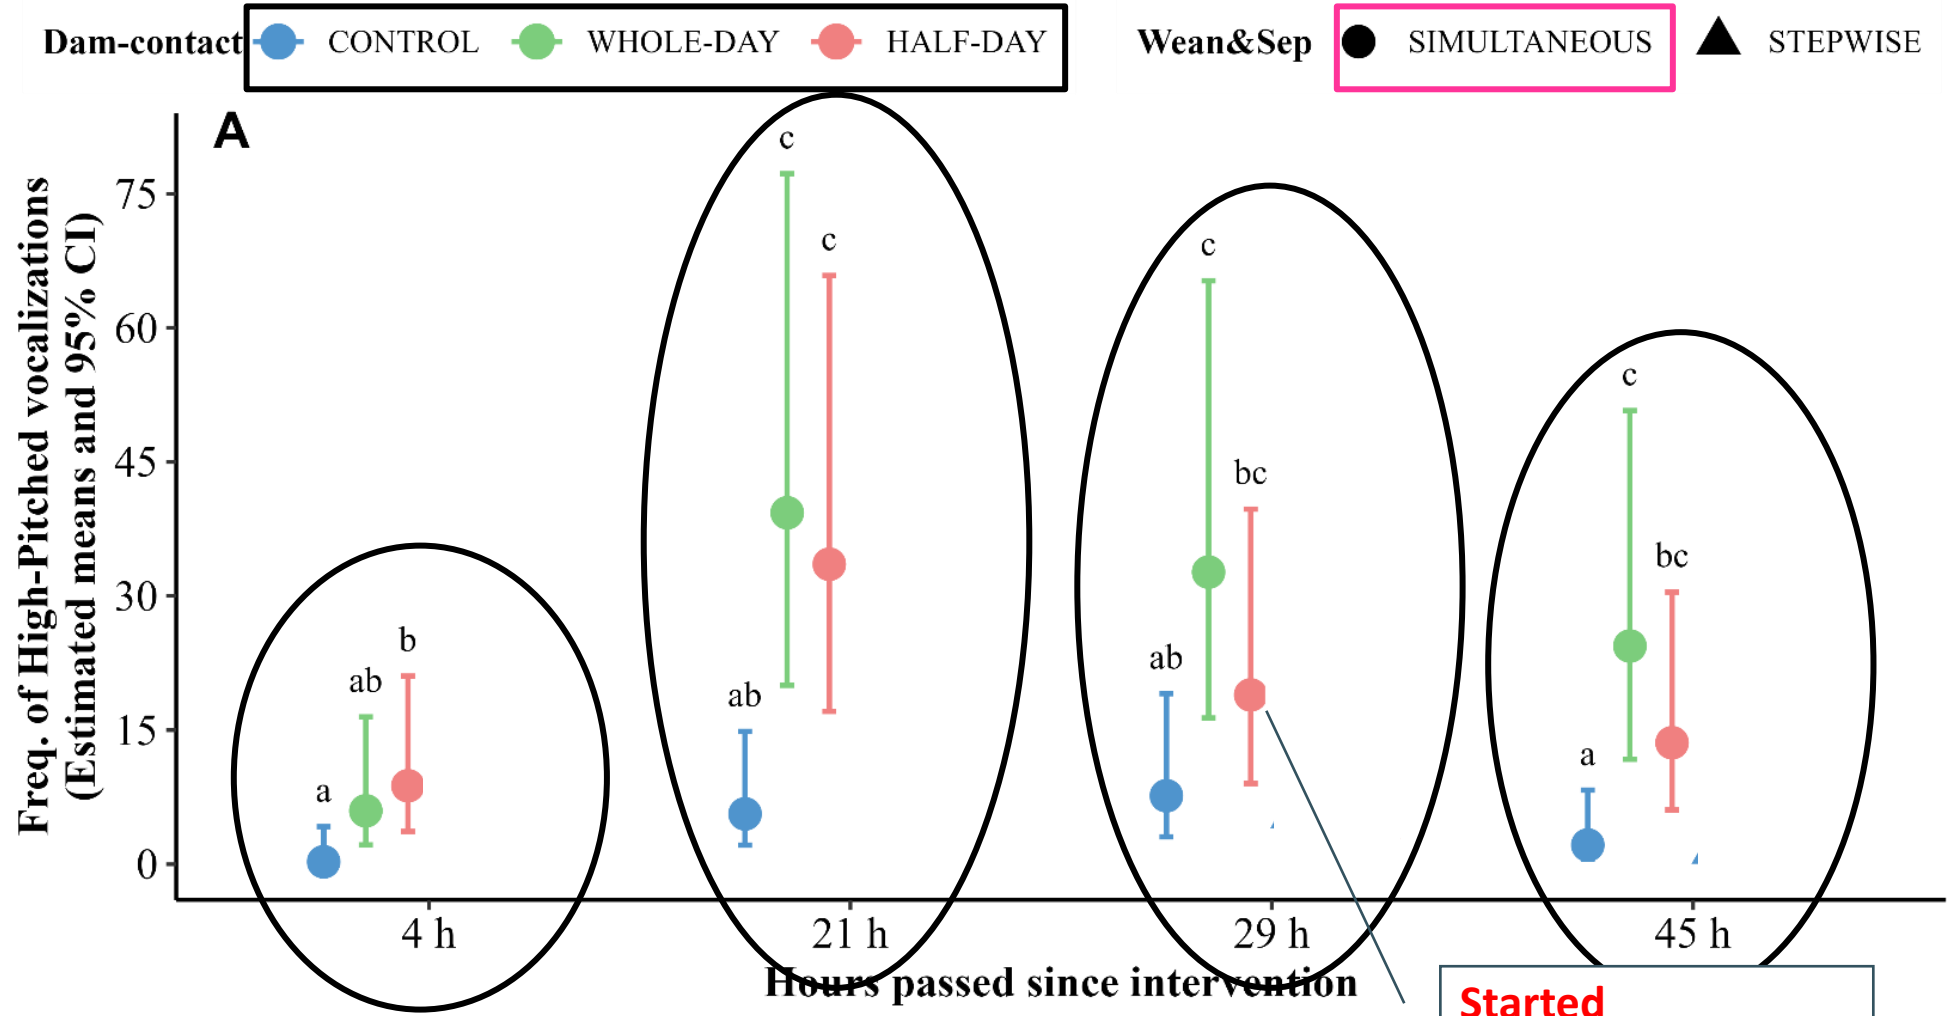 Dam-contact CONTROL WHOLE-DAY HALF-DAY Wean&Sep SIMULTANEOUS STEPWISE
A
Freq. of High-Pitched vocalizations
(Estimated means and 95% CI)
75
60
45
30
15
0
a ab b
ab c c
ab c bc
a c bc
4 h 21 h 29 h 45 h
Hours passed since intervention
Started